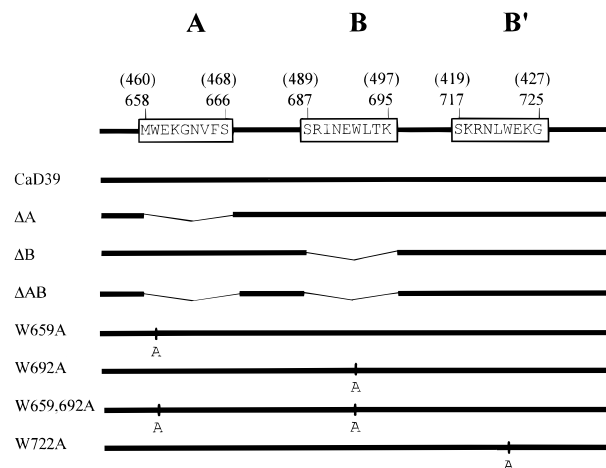 A B B'
(460) (468) (489) (497) (419) (427)
658 666 687 695 717 725
MWEKGNVFS SRINEWLTK SKRNLWEKG
CaD39
ΔA
ΔB
ΔAB
W659A
A
W692A
A
W659,692A
A A
W722A
A